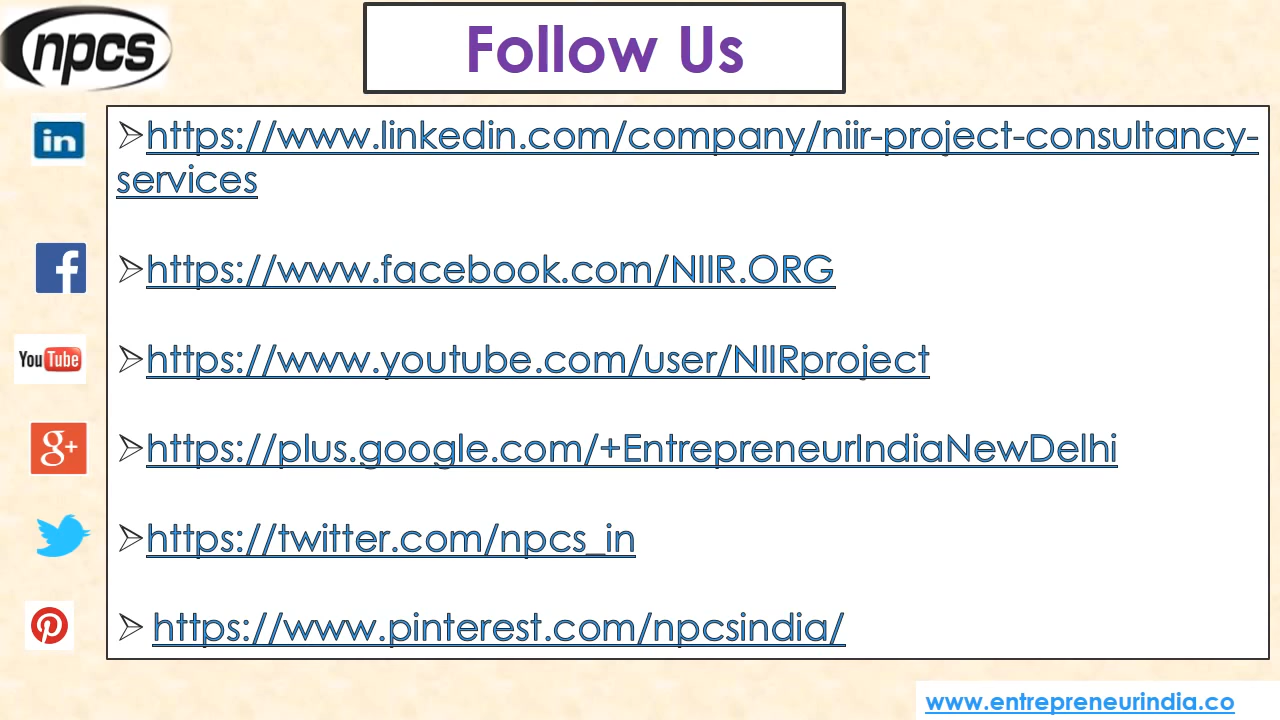 npcs
Follow Us
in
https://www.linkedin.com/company/niir-project-consultancy-
services
f
https://www.facebook.com/NIIR.ORG
YouTube
https://www.youtube.com/user/NIIRproject
g+
https://plus.google.com/+EntrepreneurIndiaNewDelhi
https://twitter.com/npcs_in
https://www.pinterest.com/npcsindia/
www.entrepreneurindia.co